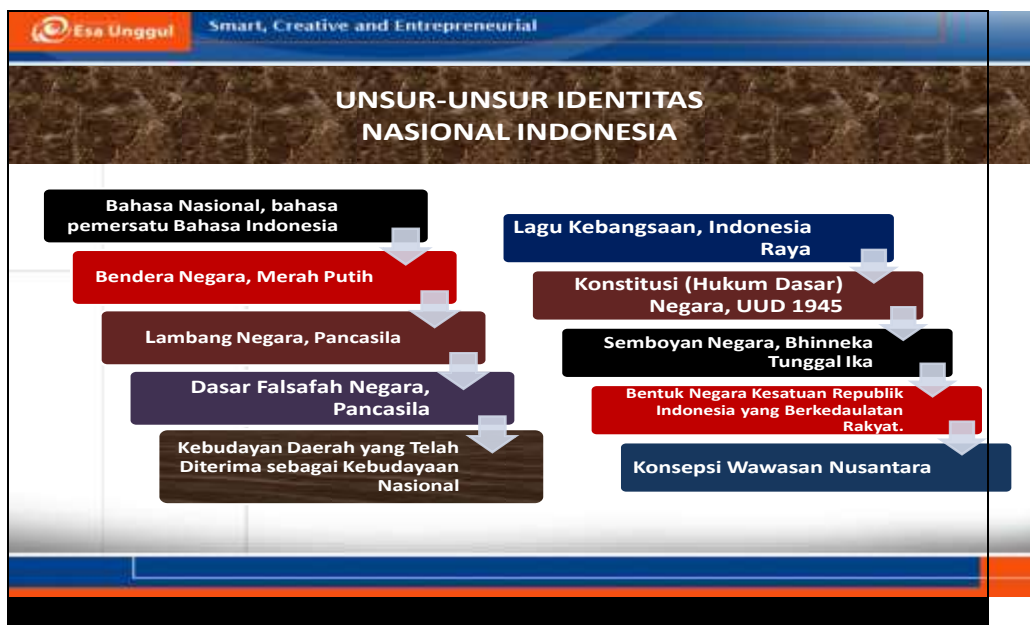 Esa Unggul
Smart, Creative and Entrepreneurial
UNSUR-UNSUR IDENTITAS
NASIONAL INDONESIA
Bahasa Nasional, bahasa
pemersatu Bahasa Indonesia
Bendera Negara, Merah Putih
Lambang Negara, Pancasila
Dasar Falsafah Negara,
Pancasila
Kebudayan Daerah yang Telah
Diterima sebagai Kebudayaan
Nasional
Lagu Kebangsaan, Indonesia
Raya
Konstitusi (Hukum Dasar)
Negara, UUD 1945
Semboyan Negara, Bhinneka
Tunggal Ika
Bentuk Negara Kesatuan Republik
Indonesia yang Berkedaulatan
Rakyat.
Konsepsi Wawasan Nusantara